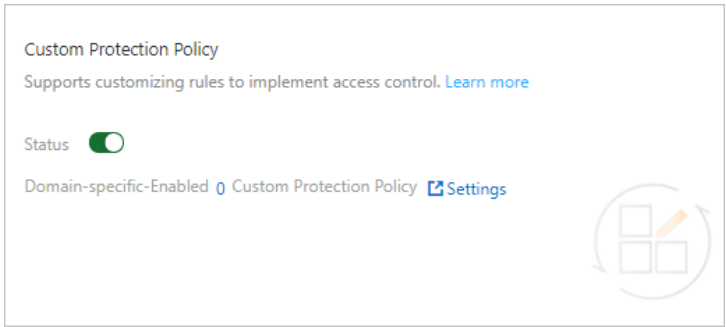 Custom Protection Policy
Supports customizing rules to implement access control. Learn more
Status
Domain-specific-Enabled 0 Custom Protection Policy Settings